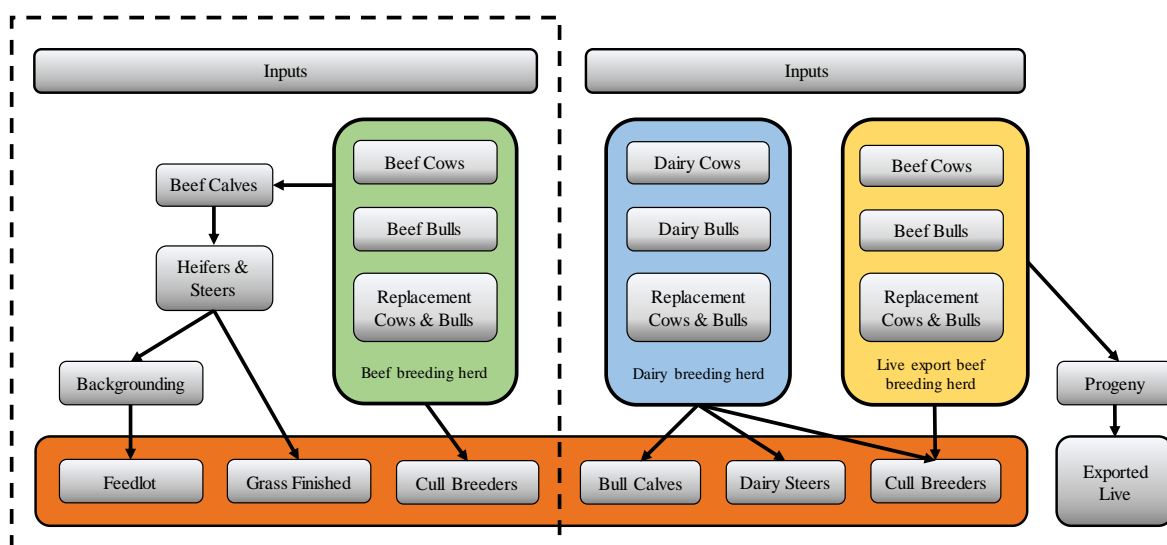 Inputs
Inputs
Beef Cows
Dairy Cows
Beef Cows
Beef Calves
Beef Bulls
Dairy Bulls
Beef Bulls
Heifers &
Steers
Replacement
Cows & Bulls
Replacement
Cows & Bulls
Replacement
Cows & Bulls
Backgrounding
Beef breeding herd
Dairy breeding herd
Live export beef
breeding herd
Progeny
Feedlot
Grass Finished
Cull Breeders
Bull Calves
Dairy Steers
Cull Breeders
Exported
Live